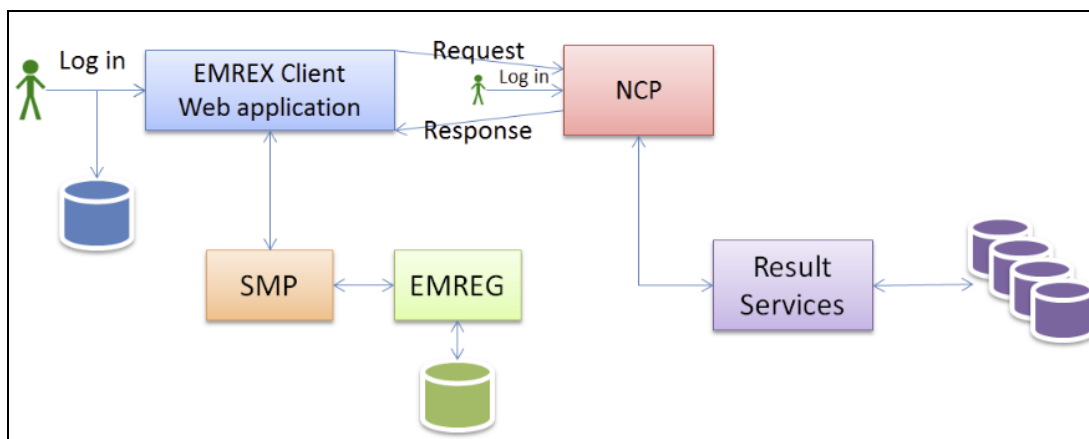 Log in
EMREX Client
Web application
Request
Log in
Response
NCP
SMP
EMREG
Result
Services